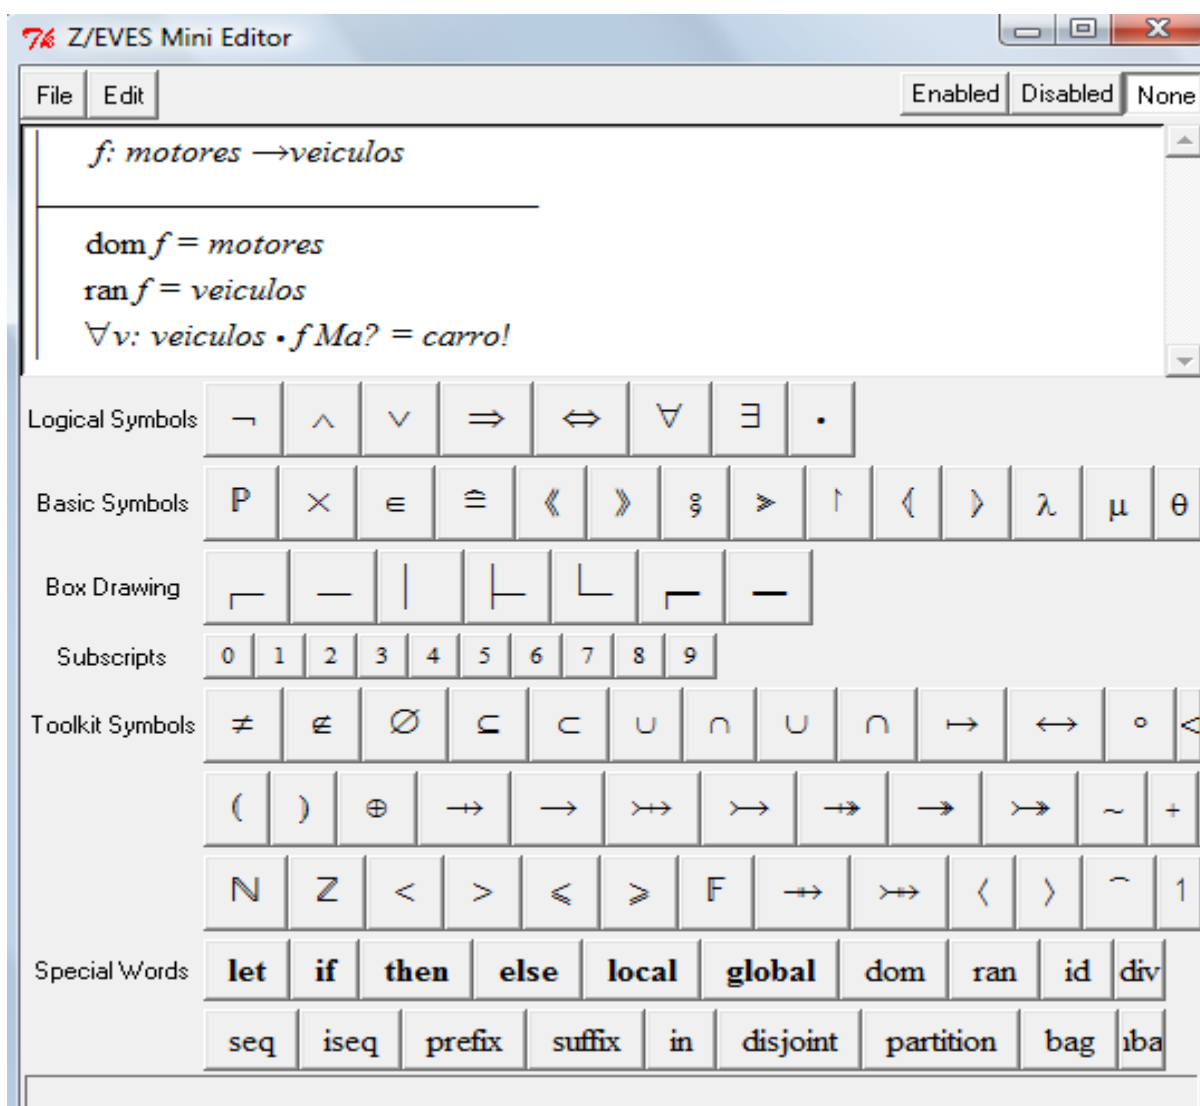 Z/EVES Mini Editor
File Edit Enabled Disabled None
f: motores →veiculos
dom f = motores
ran f = veiculos
∀v: veiculos • f Ma? = carro!
Logical Symbols ¬ ∧ ∨ ⇒ ⇔ ∀ ∃ •
Basic Symbols ℙ × ∈ ≙ ⟪ ⟫ ⨟ ⪢ ↾ ⦉ ⦊ λ μ θ
Box Drawing ┌─ ─ │ ├─ └─ ┌─ ─
Subscripts 0 1 2 3 4 5 6 7 8 9
Toolkit Symbols ≠ ∉ ∅ ⊆ ⊂ ∪ ∩ ⋃ ⋂ ↦ ↔ ∘
( ) ⊕ ⇸ → ⤔ ↣ ⤀ ↠ ⤖ ~ +
ℕ ℤ < > ≤ ≥ 𝔽 ⇻ ⤕ ⟨ ⟩ ⁀ ↿
Special Words let if then else local global dom ran id div
seq iseq prefix suffix in disjoint partition bag